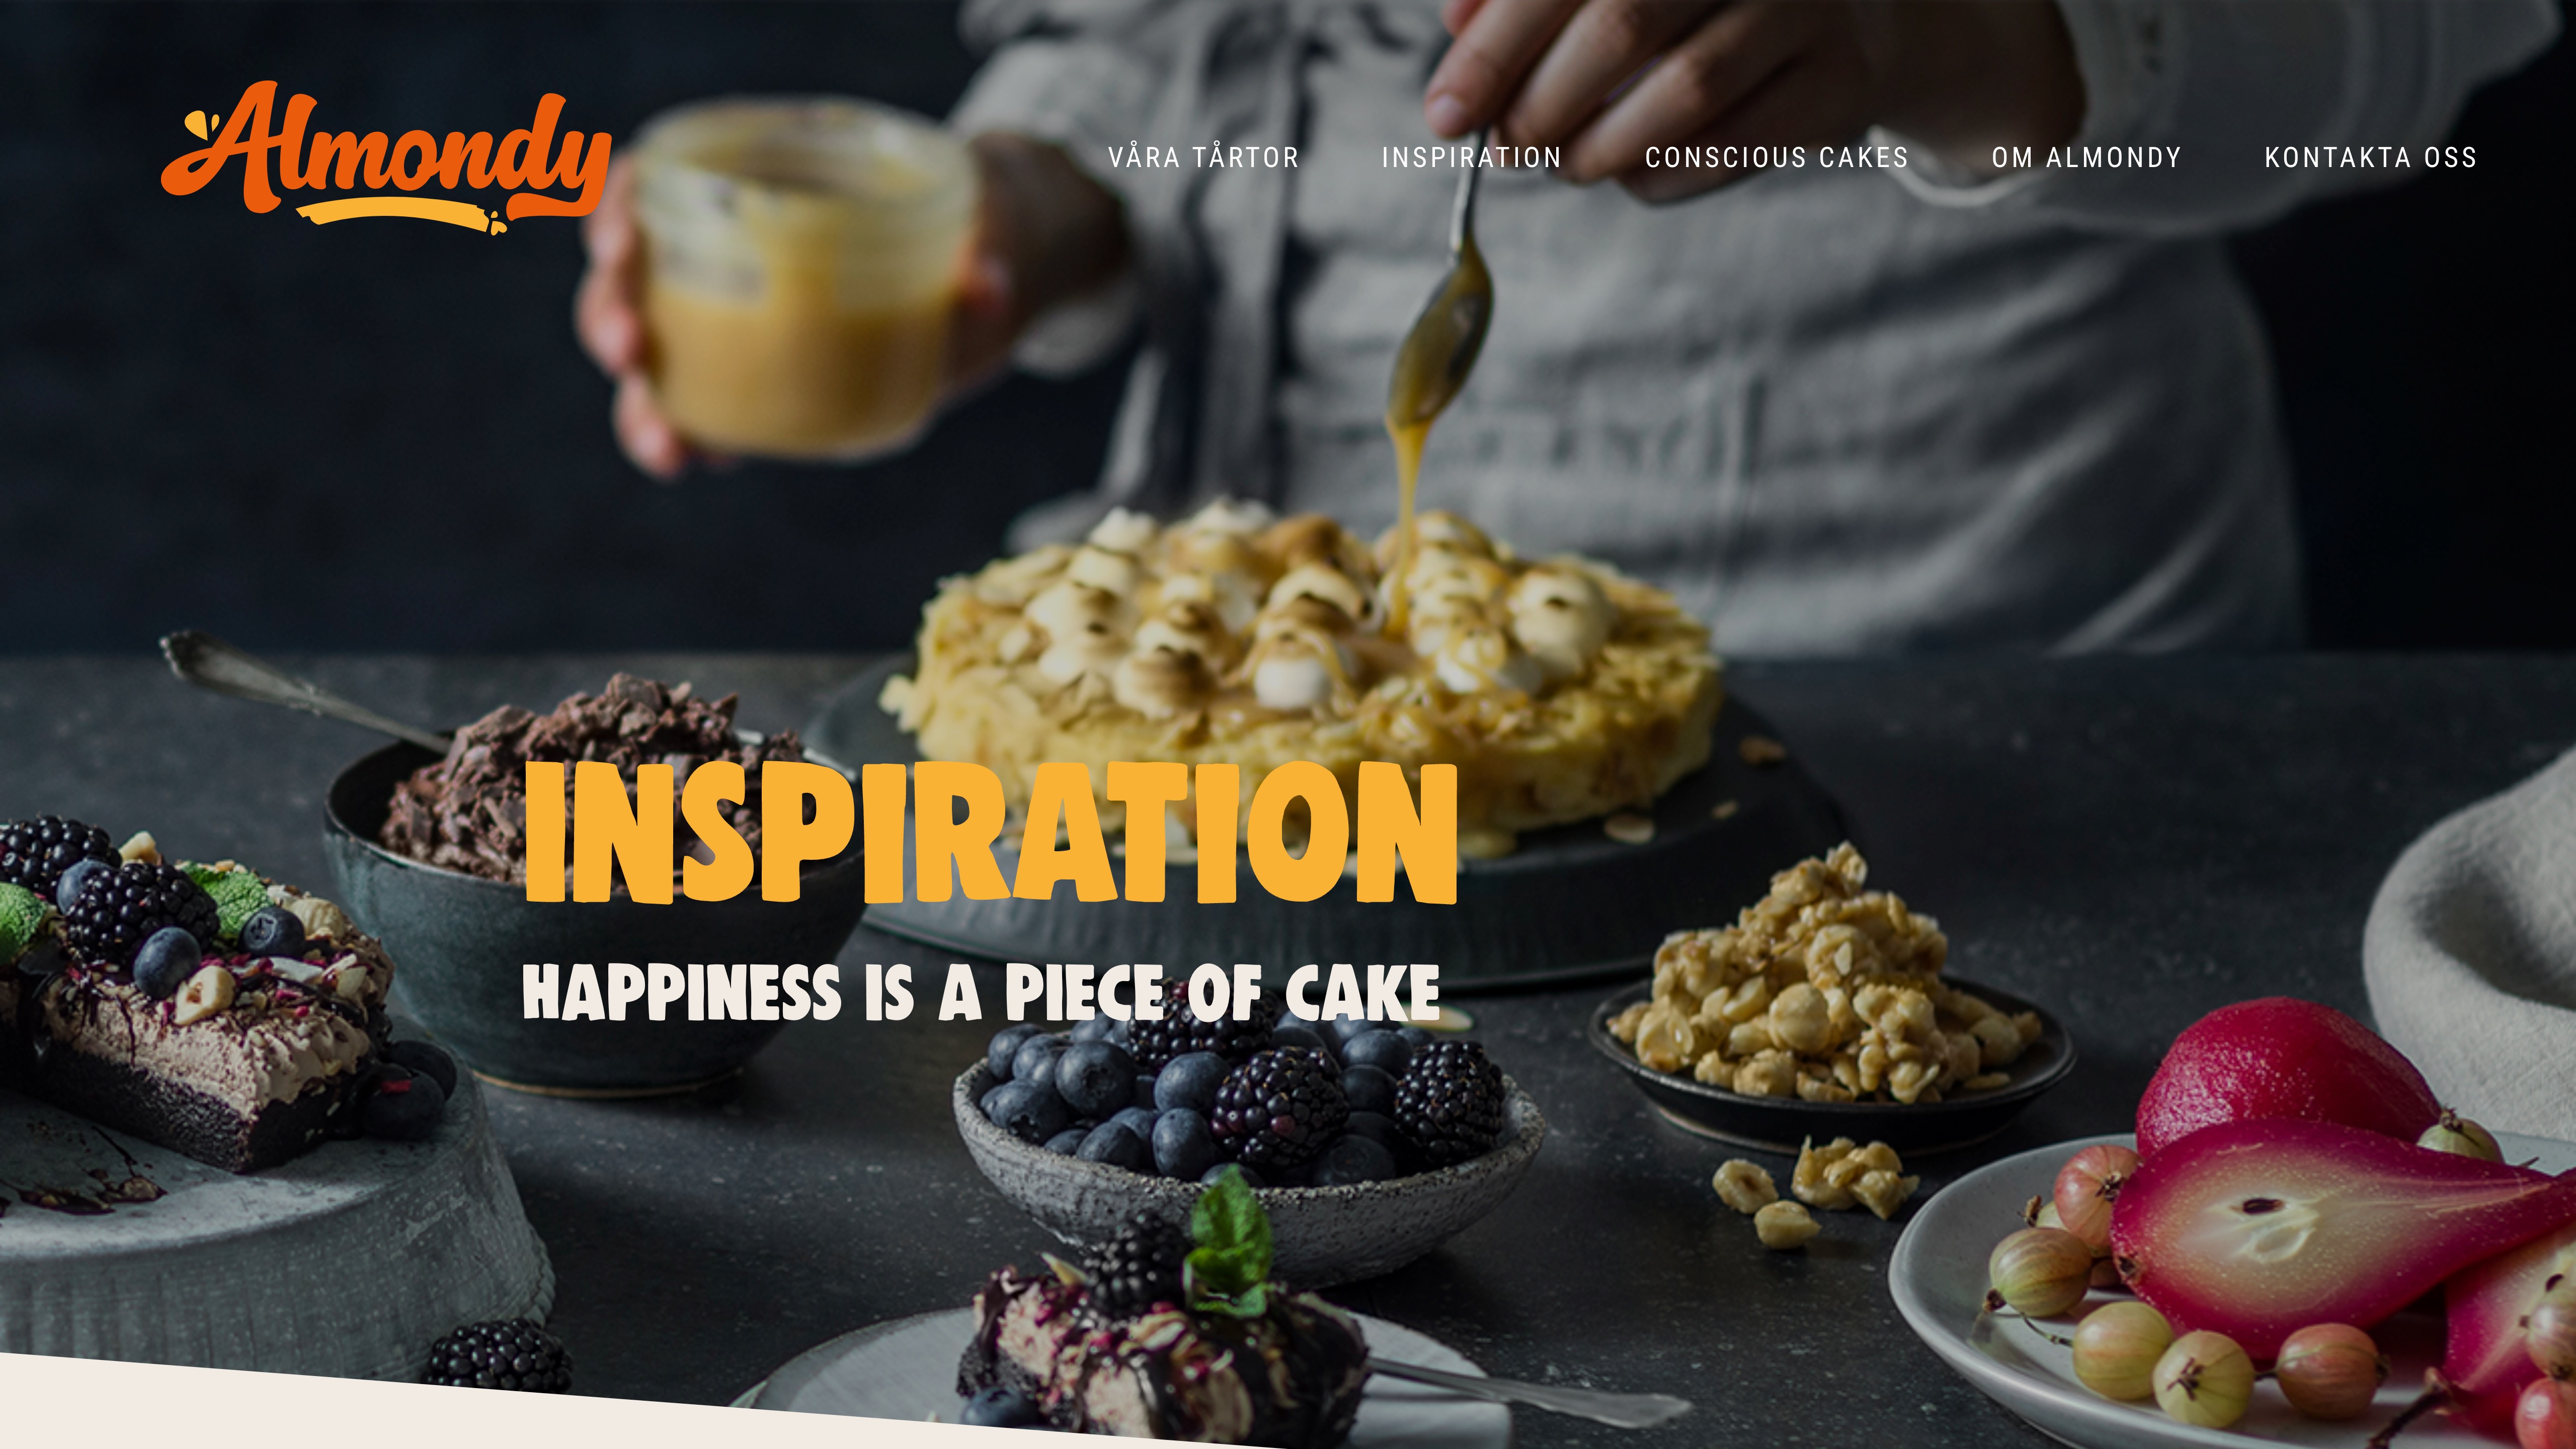 Almondy
VÅRA TÅRTOR
INSPIRATION
CONSCIOUS CAKES
OM ALMONDY
KONTAKTA OSS
INSPIRATION
HAPPINESS IS A PIECE OF CAKE